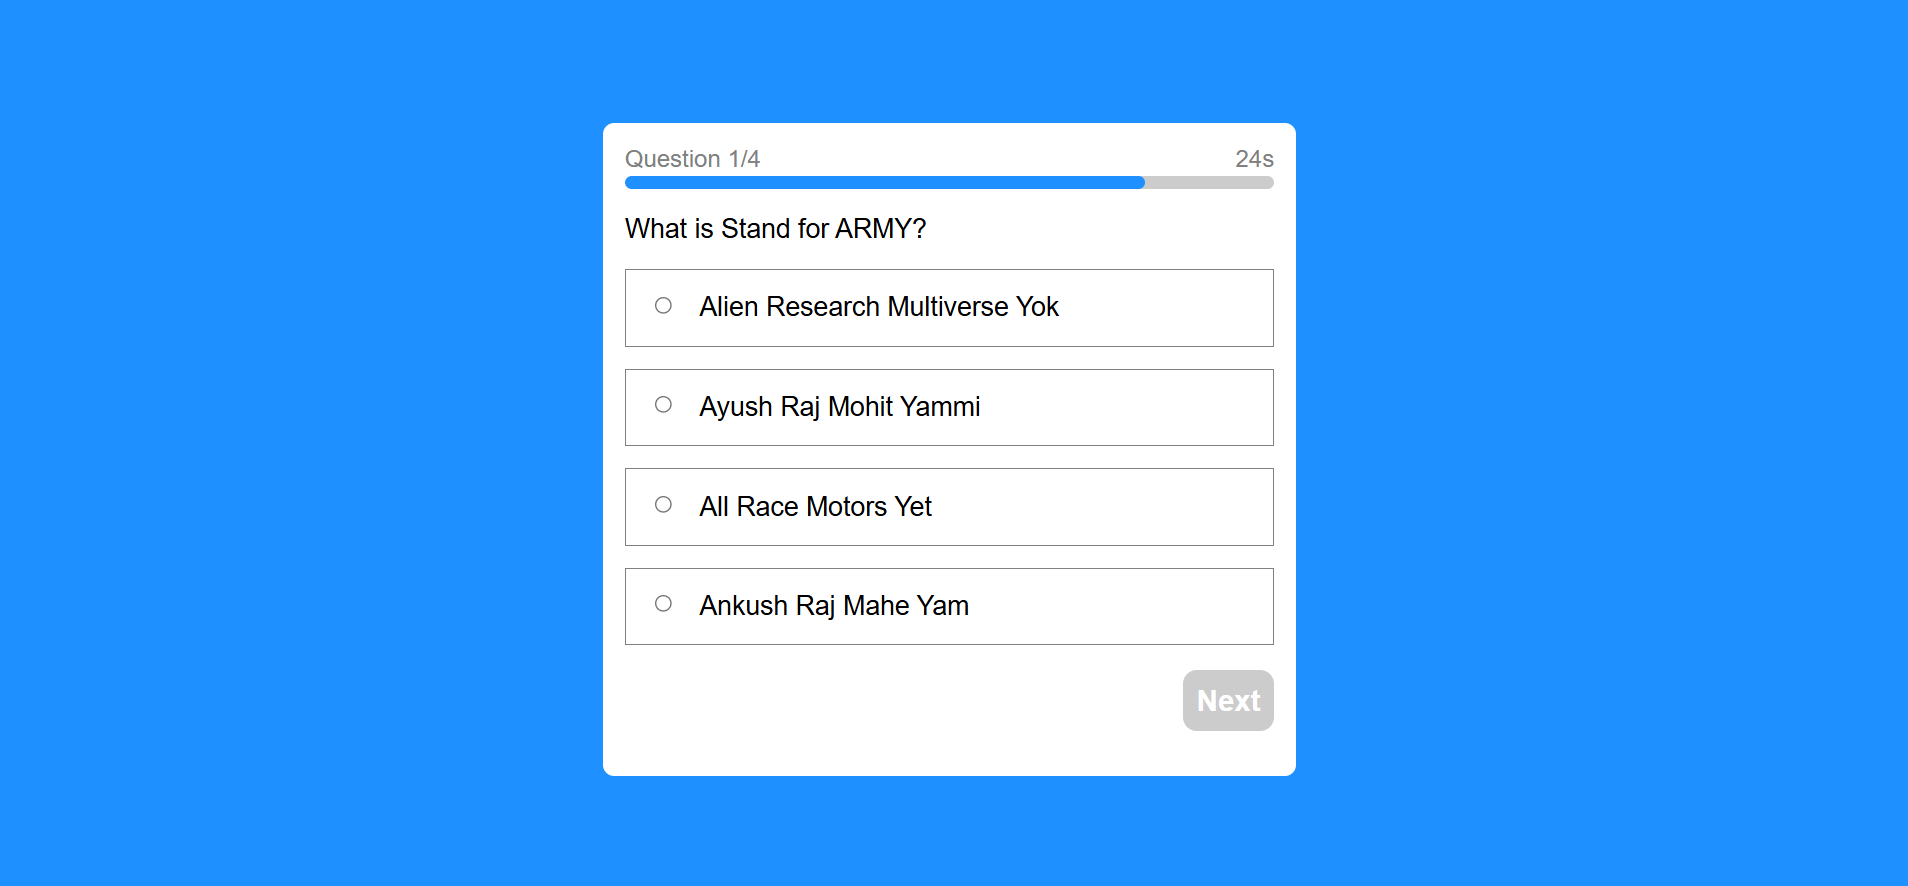 Question 1/4 24s
What is Stand for ARMY?
Alien Research Multiverse Yok
Ayush Raj Mohit Yammi
All Race Motors Yet
Ankush Raj Mahe Yam
Next